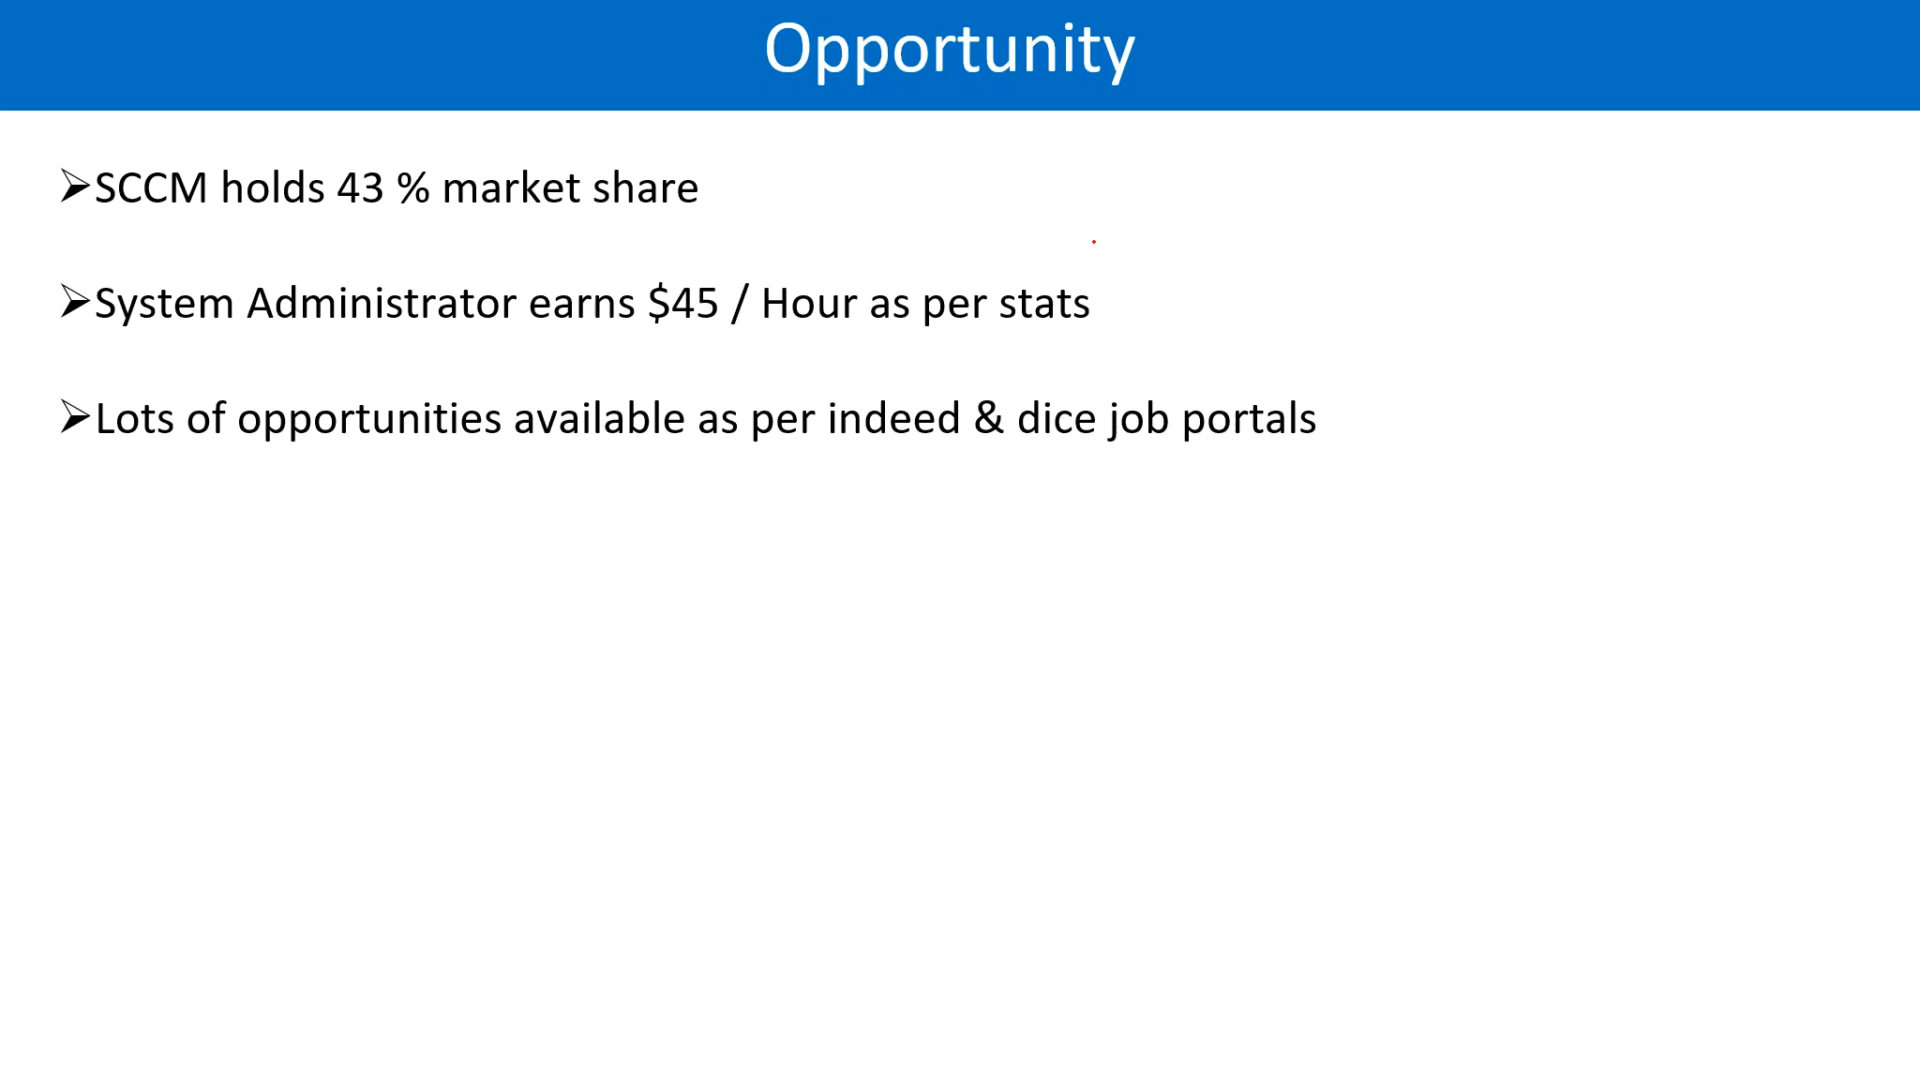 Opportunity
➢SCCM holds 43 % market share
➢System Administrator earns $45 / Hour as per stats
➢Lots of opportunities available as per indeed & dice job portals